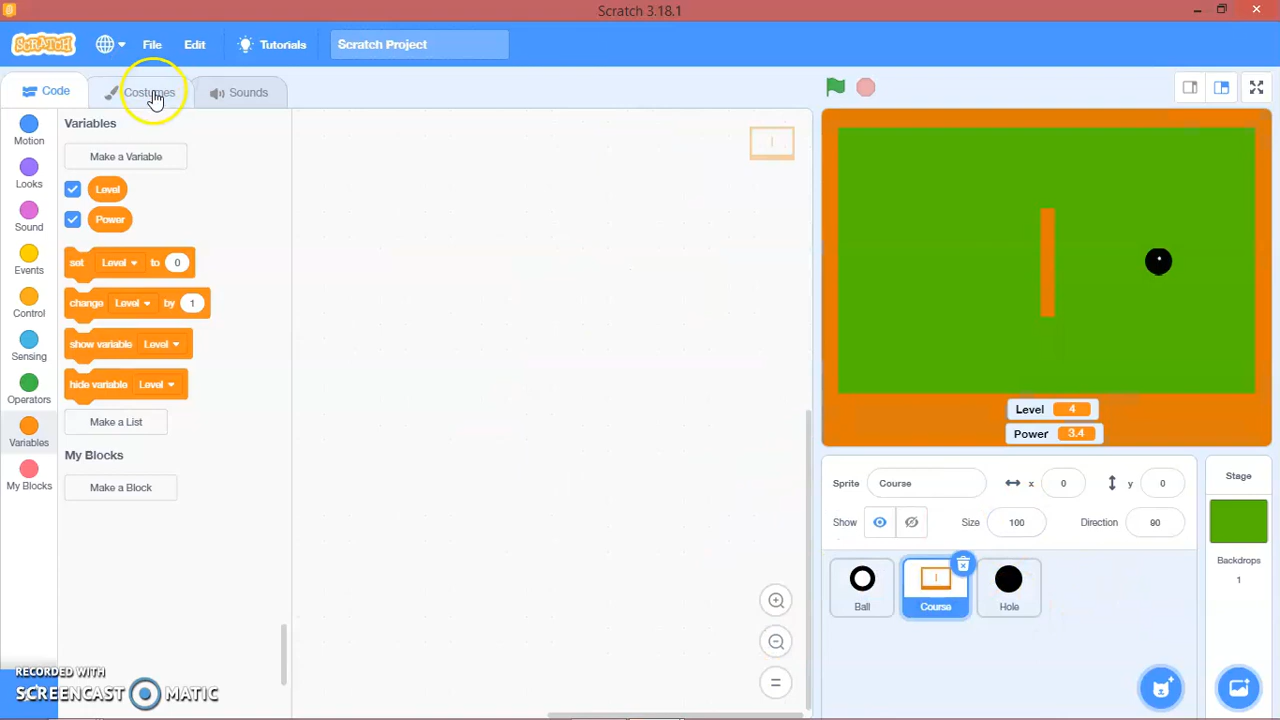 Scratch 3.18.1
SCRATCH
File
Edit
Tutorials
Scratch Project
Code
Costumes
Sounds
Motion
Looks
Sound
Events
Control
Sensing
Operators
Variables
My Blocks
Variables
Make a Variable
Level
Power
set Level to 0
change Level by 1
show variable Level
hide variable Level
Make a List
My Blocks
Make a Block
Level 4
Power 3.4
Sprite Course x 0 y 0
Show Size 100 Direction 90
Ball
Course
Hole
Stage
Backdrops
1
RECORDED WITH
SCREENCAST MATIC